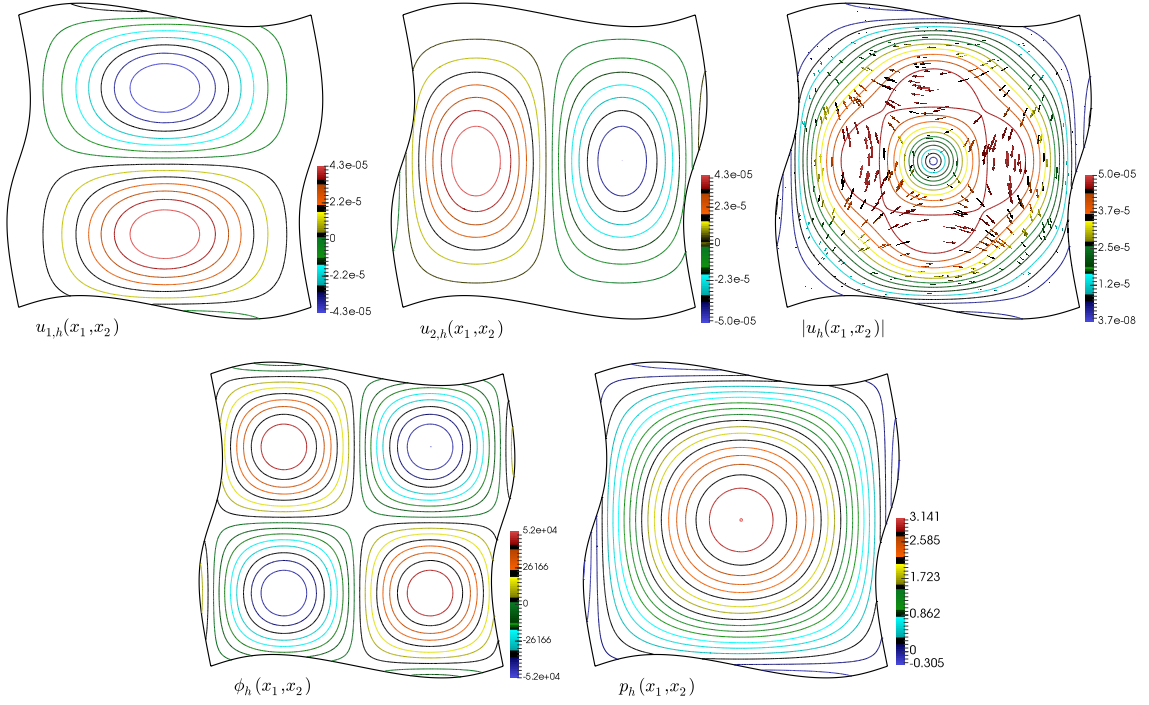 4.3e-05
2.2e-5
0
-2.2e-5
-4.3e-05
u_{1,h}(x_1,x_2)
4.3e-05
2.3e-5
0
-2.3e-5
-5.0e-05
u_{2,h}(x_1,x_2)
5.0e-05
3.7e-5
2.5e-5
1.2e-5
3.7e-08
|u_h(x_1,x_2)|
5.2e+04
26166
0
-26166
-5.2e+04
ϕ_h(x_1,x_2)
3.141
2.585
1.723
0.862
0
-0.305
p_h(x_1,x_2)